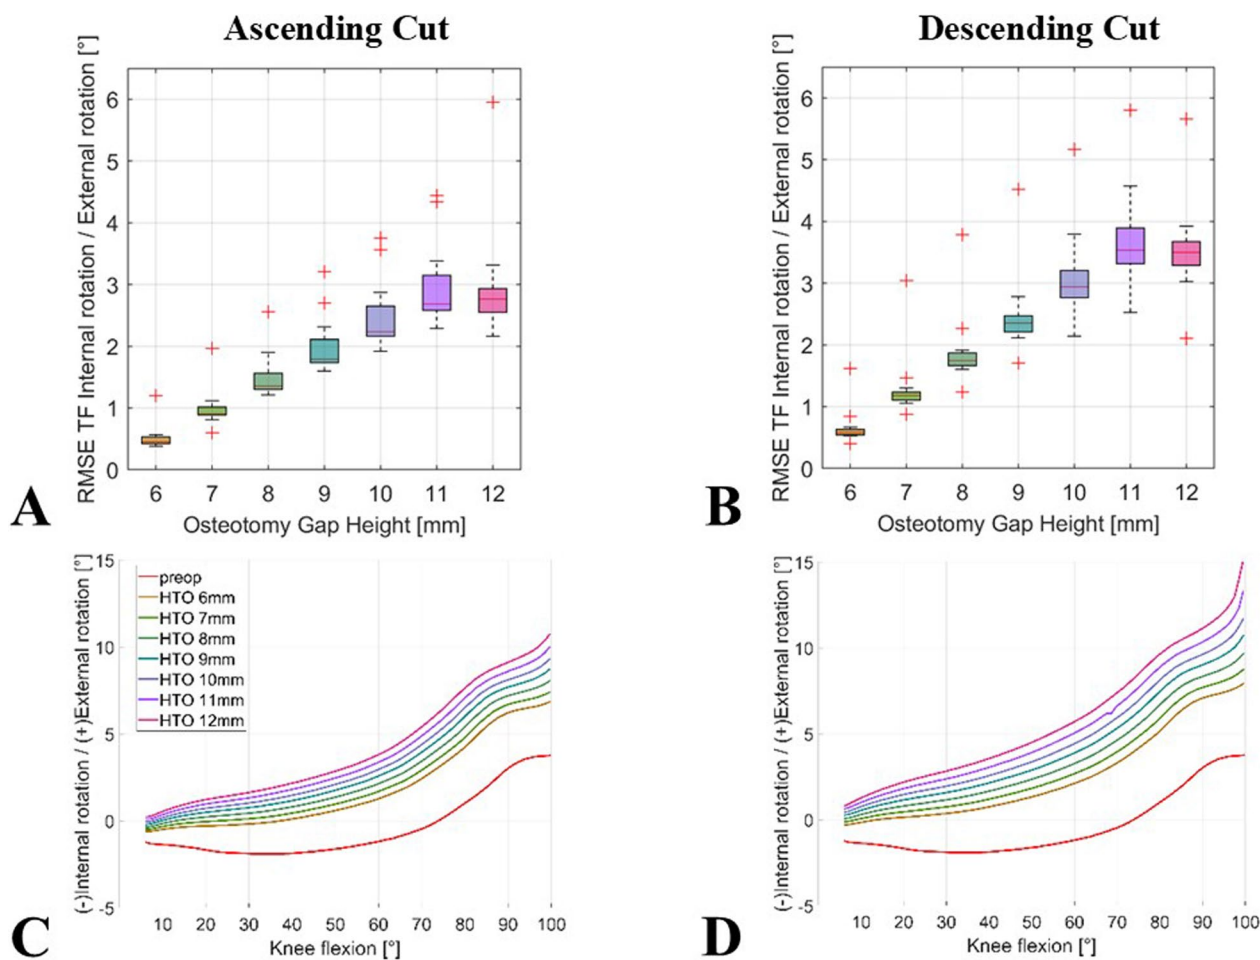 Ascending Cut
Descending Cut
RMSE TF Internal rotation / External rotation [°]
6
5
4
3
2
1
0
6 7 8 9 10 11 12
Osteotomy Gap Height [mm]
A
RMSE TF Internal rotation / External rotation [°]
6
5
4
3
2
1
0
6 7 8 9 10 11 12
Osteotomy Gap Height [mm]
B
(-)Internal rotation / (+)External rotation [°]
15
10
5
0
-5
preop
HTO 6mm
HTO 7mm
HTO 8mm
HTO 9mm
HTO 10mm
HTO 11mm
HTO 12mm
10 20 30 40 50 60 70 80 90 100
Knee flexion [°]
C
(-)Internal rotation / (+)External rotation [°]
15
10
5
0
-5
10 20 30 40 50 60 70 80 90 100
Knee flexion [°]
D